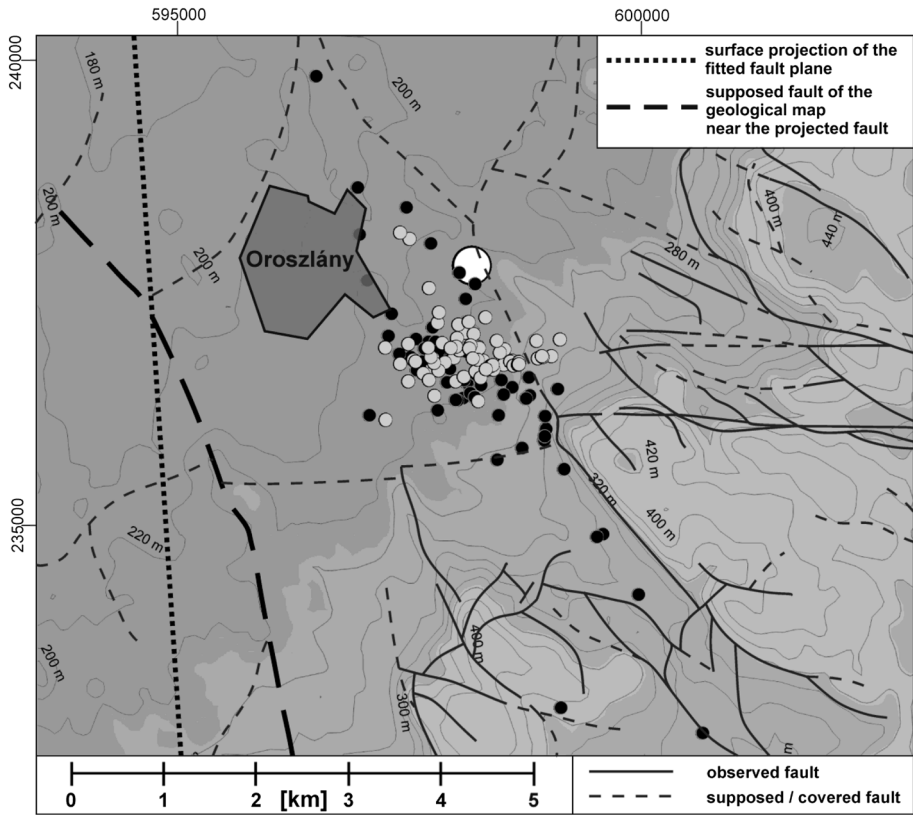 595000
600000
240000
235000
surface projection of the
fitted fault plane
supposed fault of the
geological map
near the projected fault
180 m
200 m
200 m
200 m
400 m
440 m
280 m
Oroszlány
420 m
320 m
400 m
220 m
200 m
400 m
300 m
m
0 1 2 [km] 3 4 5
observed fault
supposed / covered fault